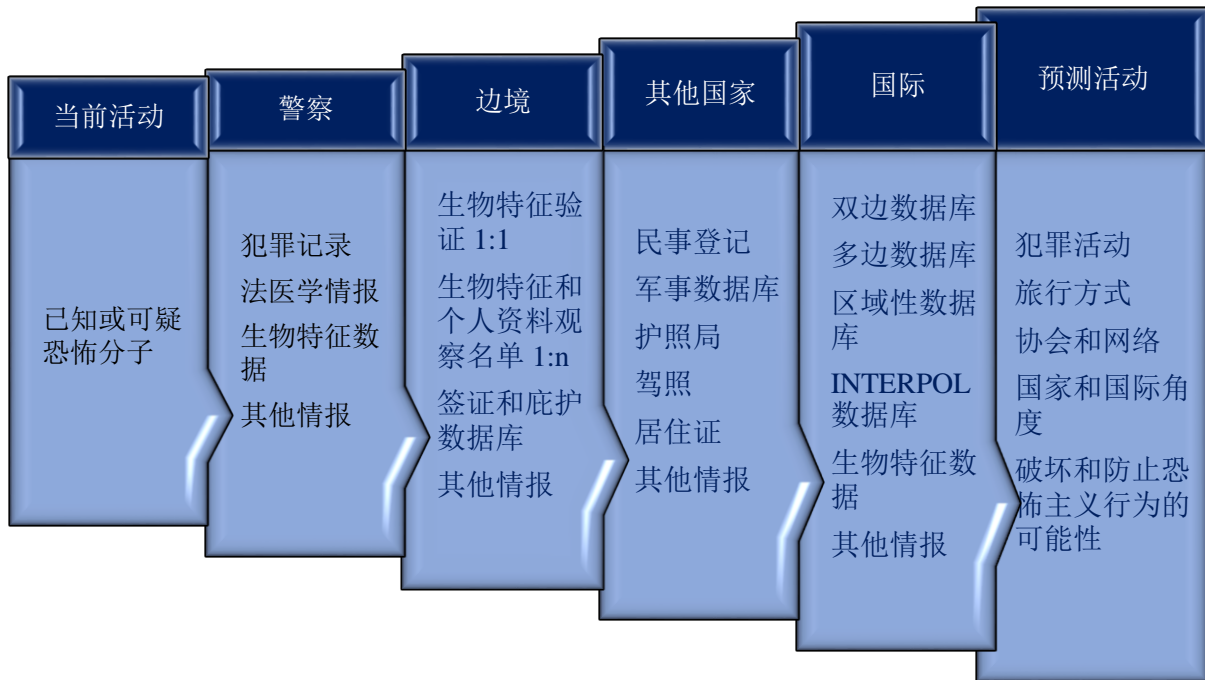 当前活动
已知或可疑
恐怖分子
警察
犯罪记录
法医学情报
生物特征数
据
其他情报
边境
生物特征验
证 1:1
生物特征和
个人资料观
察名单 1:n
签证和庇护
数据库
其他情报
其他国家
民事登记
军事数据库
护照局
驾照
居住证
其他情报
国际
双边数据库
多边数据库
区域性数据
库
INTERPOL
数据库
生物特征数
据
其他情报
预测活动
犯罪活动
旅行方式
协会和网络
国家和国际角
度
破坏和防止恐
怖主义行为的
可能性